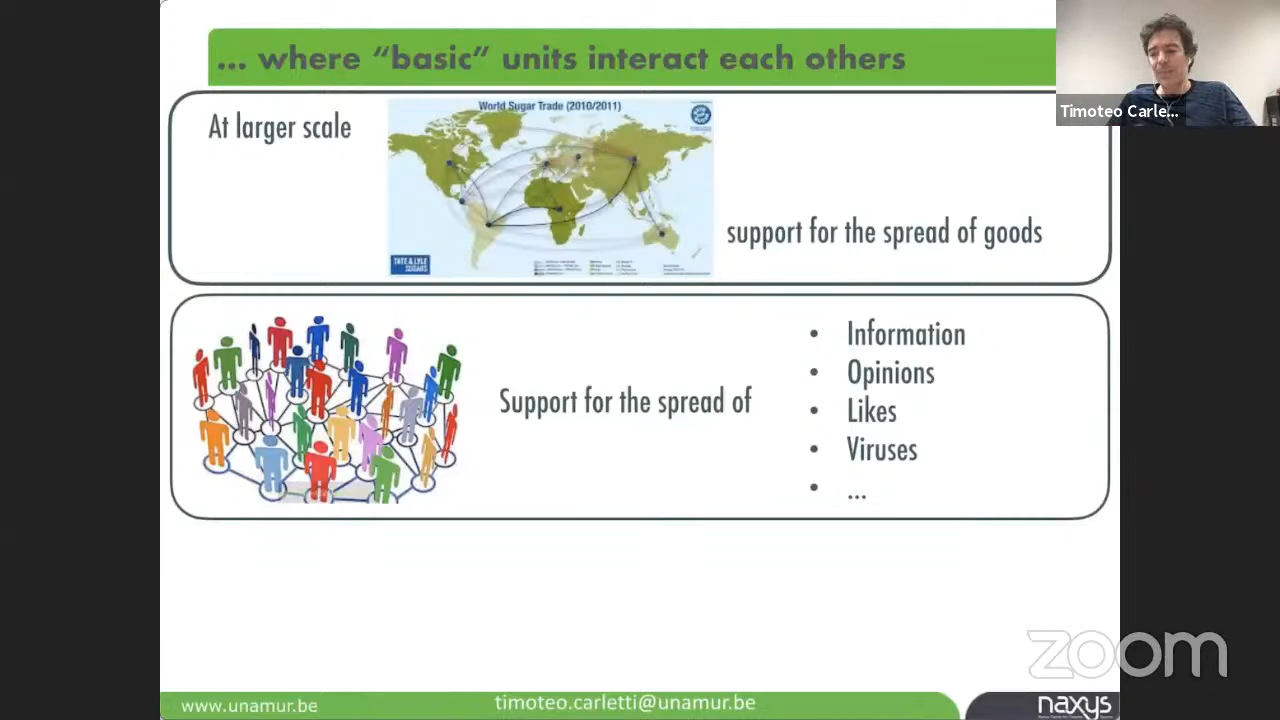 ... where “basic” units interact each others
Timoteo Carle...
At larger scale
World Sugar Trade (2010/2011)
TATE & LYLE
SUGARS
support for the spread of goods
Support for the spread of
• Information
• Opinions
• Likes
• Viruses
• ...
zoom
www.unamur.be
timoteo.carletti@unamur.be
naxys